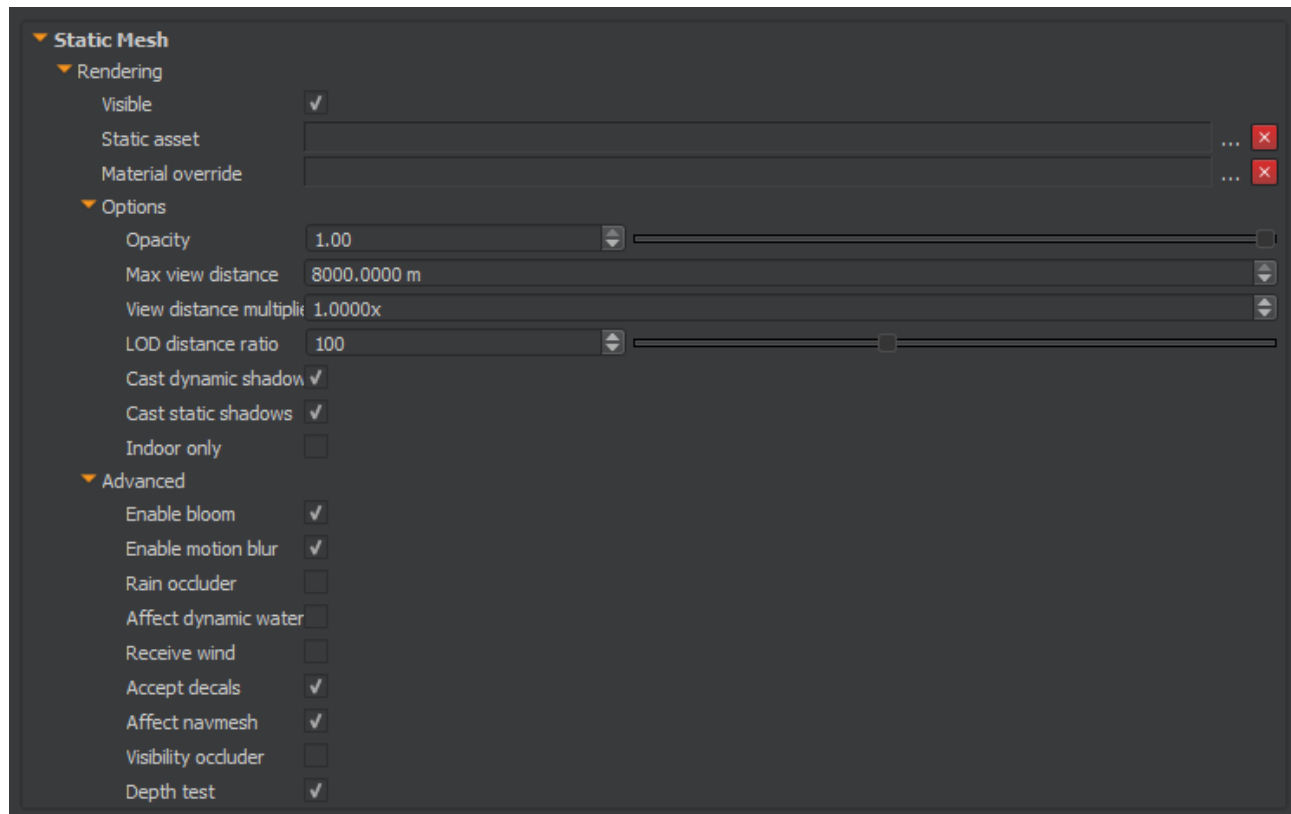 Static Mesh
Rendering
Visible
Static asset ...
Material override ...
Options
Opacity 1.00
Max view distance 8000.0000 m
View distance multiplie 1.0000x
LOD distance ratio 100
Cast dynamic shadow
Cast static shadows
Indoor only
Advanced
Enable bloom
Enable motion blur
Rain occluder
Affect dynamic water
Receive wind
Accept decals
Affect navmesh
Visibility occluder
Depth test